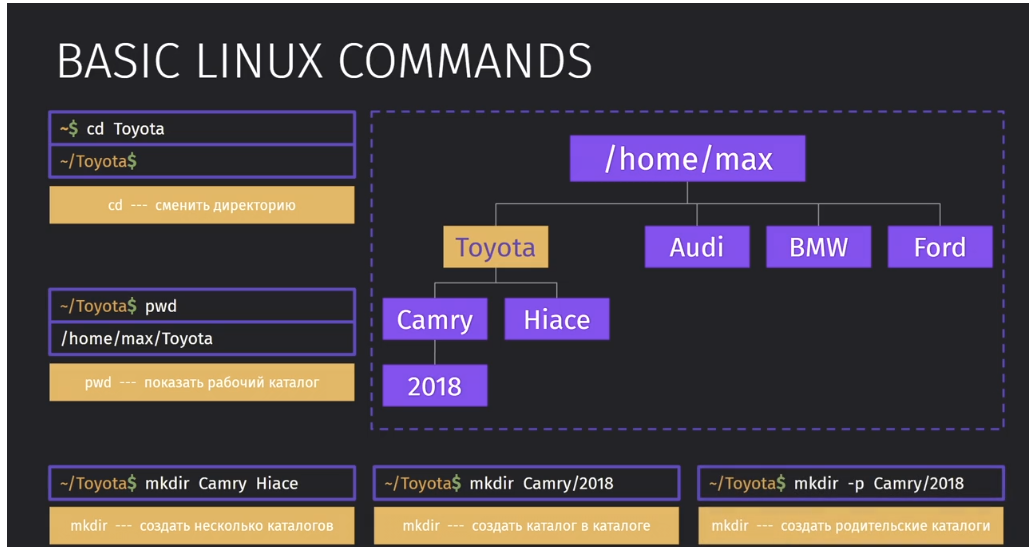 BASIC LINUX COMMANDS
~$ cd Toyota
~/Toyota$
cd --- сменить директорию
~/Toyota$ pwd
/home/max/Toyota
pwd --- показать рабочий каталог
/home/max
Toyota
Audi
BMW
Ford
Camry
Hiace
2018
~/Toyota$ mkdir Camry Hiace
mkdir --- создать несколько каталогов
~/Toyota$ mkdir Camry/2018
mkdir --- создать каталог в каталоге
~/Toyota$ mkdir -p Camry/2018
mkdir --- создать родительские каталоги